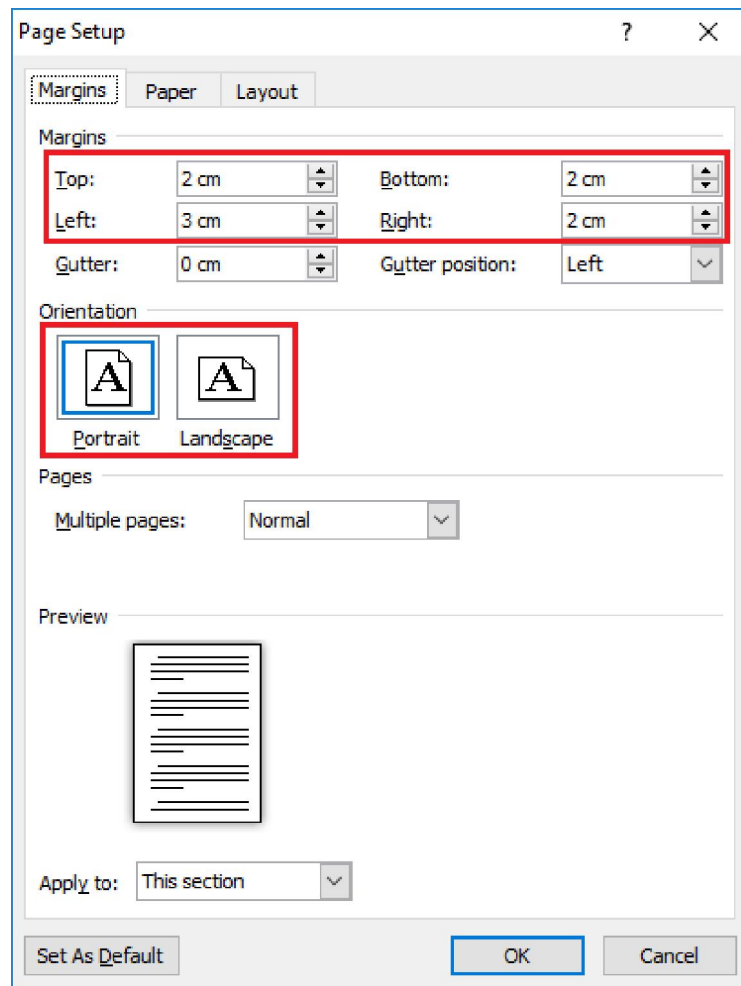 Page Setup ? ×
Margins Paper Layout
Margins
Top: 2 cm Bottom: 2 cm
Left: 3 cm Right: 2 cm
Gutter: 0 cm Gutter position: Left
Orientation
A A
Portrait Landscape
Pages
Multiple pages: Normal
Preview
Apply to: This section
Set As Default OK Cancel